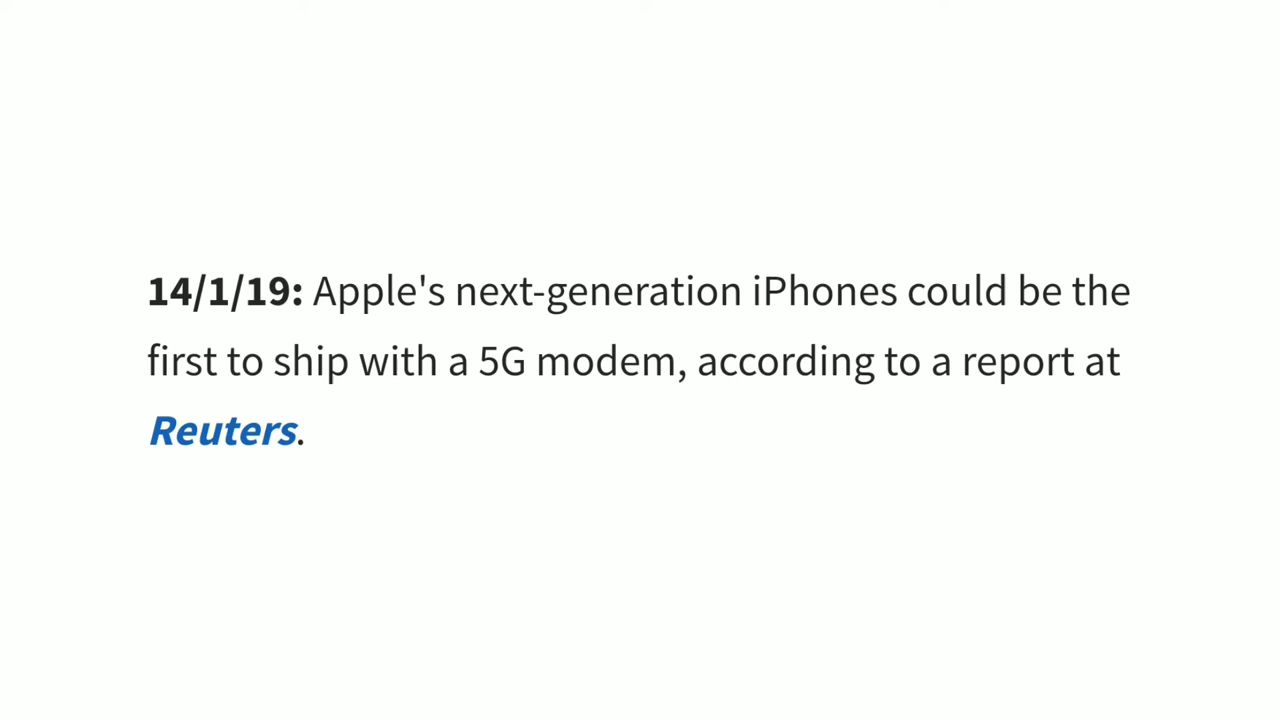 14/1/19: Apple's next-generation iPhones could be the
first to ship with a 5G modem, according to a report at
Reuters.